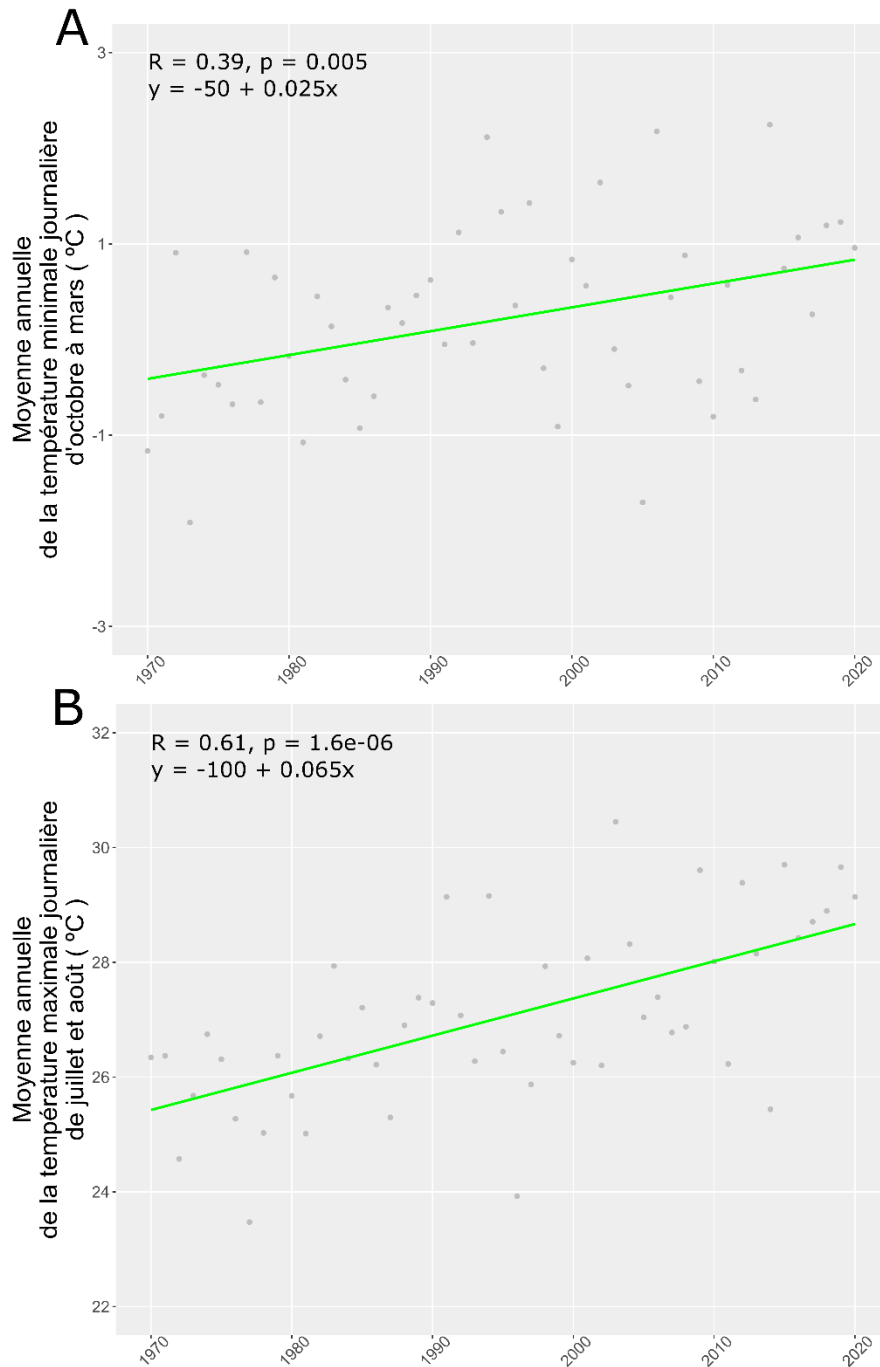 A
R = 0.39, p = 0.005
y = -50 + 0.025x
Moyenne annuelle
de la température minimale journalière
d'octobre à mars ( ºC )
3
1
-1
-3
1970
1980
1990
2000
2010
2020
B
R = 0.61, p = 1.6e-06
y = -100 + 0.065x
Moyenne annuelle
de la température maximale journalière
de juillet et août ( ºC )
32
30
28
26
24
22
1970
1980
1990
2000
2010
2020